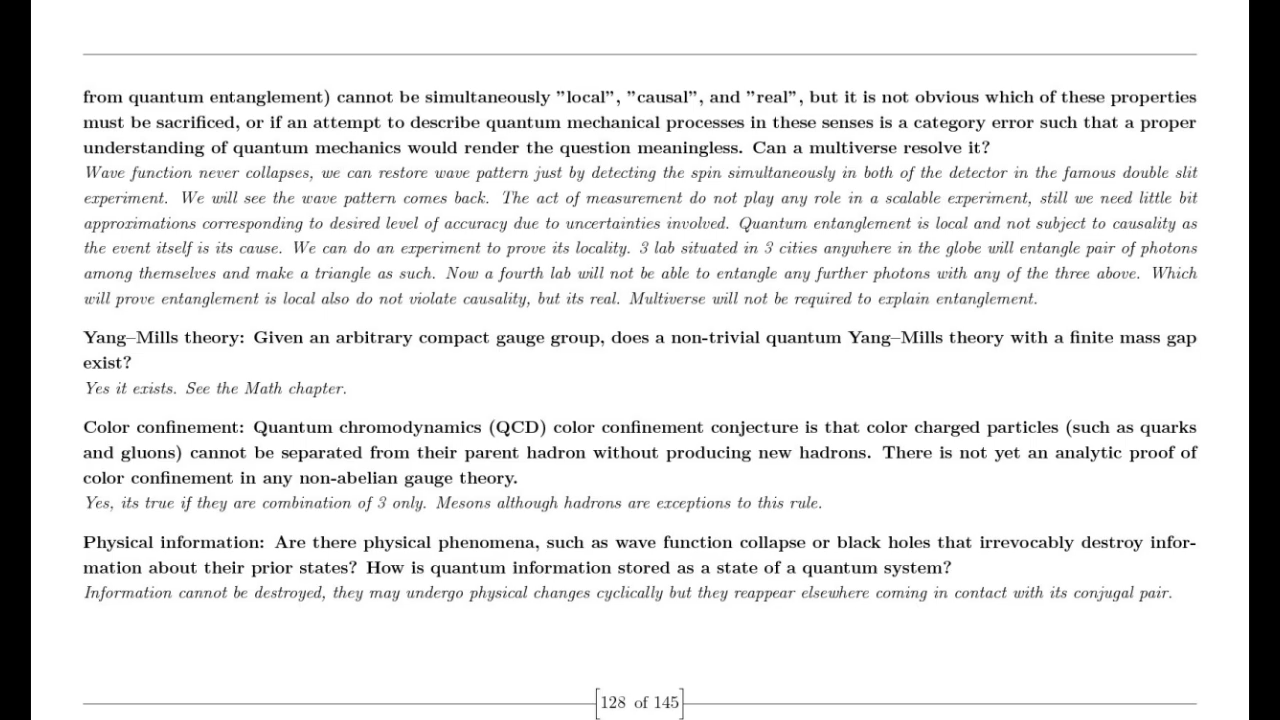 from quantum entanglement) cannot be simultaneously ”local”, ”causal”, and ”real”, but it is not obvious which of these properties
must be sacrificed, or if an attempt to describe quantum mechanical processes in these senses is a category error such that a proper
understanding of quantum mechanics would render the question meaningless. Can a multiverse resolve it?
Wave function never collapses, we can restore wave pattern just by detecting the spin simultaneously in both of the detector in the famous double slit
experiment. We will see the wave pattern comes back. The act of measurement do not play any role in a scalable experiment, still we need little bit
approximations corresponding to desired level of accuracy due to uncertainties involved. Quantum entanglement is local and not subject to causality as
the event itself is its cause. We can do an experiment to prove its locality. 3 lab situated in 3 cities anywhere in the globe will entangle pair of photons
among themselves and make a triangle as such. Now a fourth lab will not be able to entangle any further photons with any of the three above. Which
will prove entanglement is local also do not violate causality, but its real. Multiverse will not be required to explain entanglement.
Yang–Mills theory: Given an arbitrary compact gauge group, does a non-trivial quantum Yang–Mills theory with a finite mass gap
exist?
Yes it exists. See the Math chapter.
Color confinement: Quantum chromodynamics (QCD) color confinement conjecture is that color charged particles (such as quarks
and gluons) cannot be separated from their parent hadron without producing new hadrons. There is not yet an analytic proof of
color confinement in any non-abelian gauge theory.
Yes, its true if they are combination of 3 only. Mesons although hadrons are exceptions to this rule.
Physical information: Are there physical phenomena, such as wave function collapse or black holes that irrevocably destroy infor-
mation about their prior states? How is quantum information stored as a state of a quantum system?
Information cannot be destroyed, they may undergo physical changes cyclically but they reappear elsewhere coming in contact with its conjugal pair.
[128 of 145]